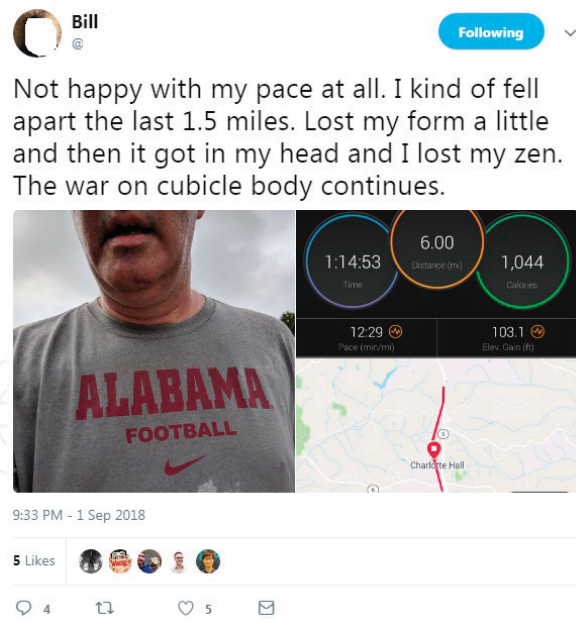 Bill
@
Following
Not happy with my pace at all. I kind of fell
apart the last 1.5 miles. Lost my form a little
and then it got in my head and I lost my zen.
The war on cubicle body continues.
ALABAMA
FOOTBALL
1:14:53
Time
6.00
Distance (mi)
1,044
Calories
12:29
Pace (min/mi)
103.1
Elev. Gain (ft)
5
Charlotte Hall
6
9:33 PM - 1 Sep 2018
5 Likes
4
5